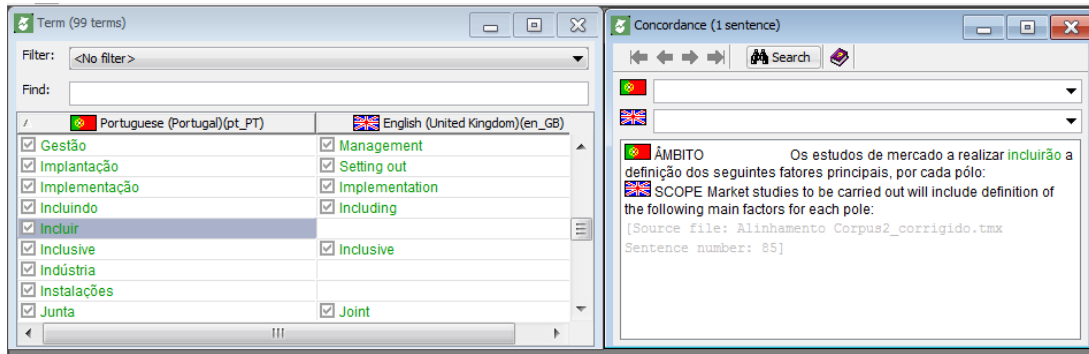 Term (99 terms)
Filter: <No filter>
Find:
Portuguese (Portugal)(pt_PT) English (United Kingdom)(en_GB)
Gestão Management
Implantação Setting out
Implementação Implementation
Incluindo Including
Incluir
Inclusive Inclusive
Indústria
Instalações
Junta Joint
Concordance (1 sentence)
Search
ÂMBITO Os estudos de mercado a realizar incluirão a
definição dos seguintes fatores principais, por cada pólo:
SCOPE Market studies to be carried out will include definition of
the following main factors for each pole:
[Source file: Alinhamento Corpus2_corrigido.tmx
Sentence number: 85]